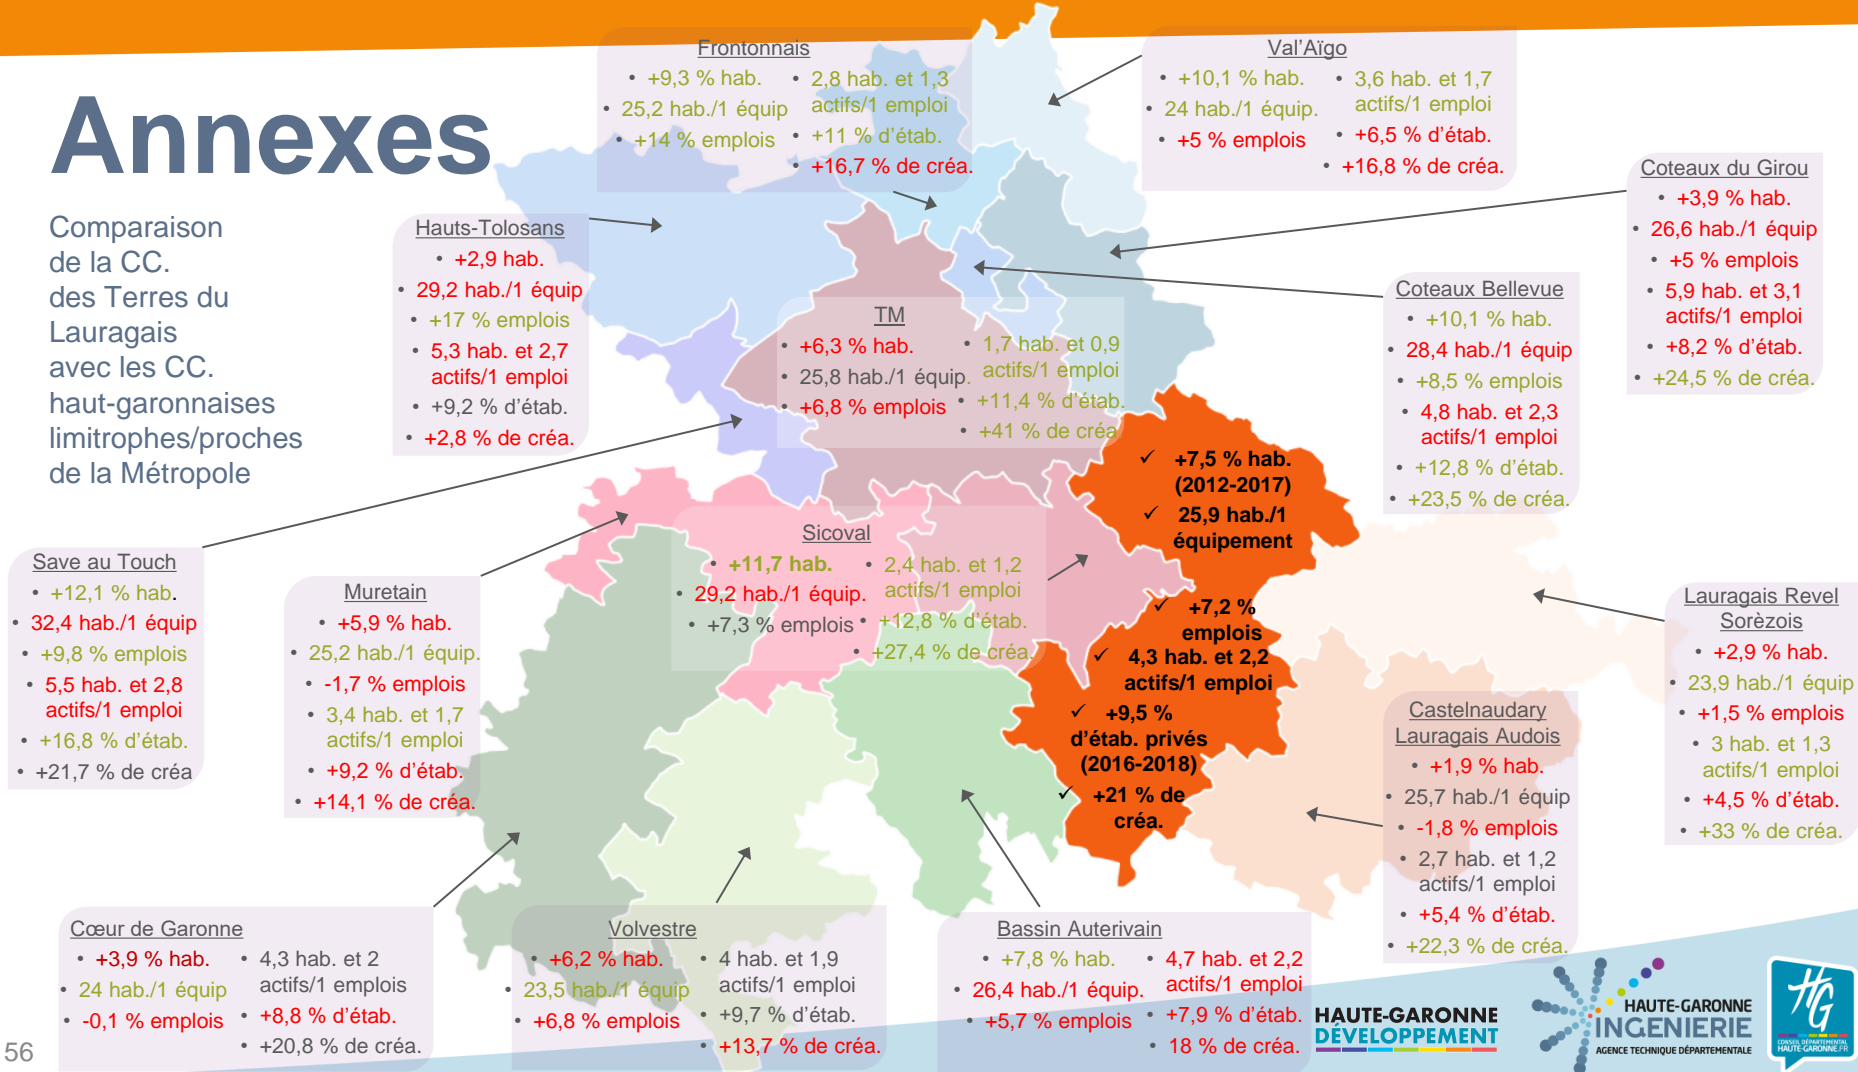 Annexes
Comparaison
de la CC.
des Terres du
Lauragais
avec les CC.
haut-garonnaises
limitrophes/proches
de la Métropole
Frontonnais
• +9,3 % hab.
• 25,2 hab./1 équip
• +14 % emplois
• 2,8 hab. et 1,3
actifs/1 emploi
• +11 % d'étab.
• +16,7 % de créa.
Val'Aïgo
• +10,1 % hab.
• 24 hab./1 équip.
• +5 % emplois
• 3,6 hab. et 1,7
actifs/1 emploi
• +6,5 % d'étab.
• +16,8 % de créa.
Coteaux du Girou
• +3,9 % hab.
• 26,6 hab./1 équip
• +5 % emplois
• 5,9 hab. et 3,1
actifs/1 emploi
• +8,2 % d'étab.
• +24,5 % de créa.
Hauts-Tolosans
• +2,9 hab.
• 29,2 hab./1 équip
• +17 % emplois
• 5,3 hab. et 2,7
actifs/1 emploi
• +9,2 % d'étab.
• +2,8 % de créa.
TM
• +6,3 % hab.
• 25,8 hab./1 équip.
• +6,8 % emplois
• 1,7 hab. et 0,9
actifs/1 emploi
• +11,4 % d'étab.
• +41 % de créa
Coteaux Bellevue
• +10,1 % hab.
• 28,4 hab./1 équip
• +8,5 % emplois
• 4,8 hab. et 2,3
actifs/1 emploi
• +12,8 % d'étab.
• +23,5 % de créa.
✓ +7,5 % hab.
(2012-2017)
✓ 25,9 hab./1
équipement
✓ +7,2 %
emplois
✓ 4,3 hab. et 2,2
actifs/1 emploi
✓ +9,5 %
d'étab. privés
(2016-2018)
✓ +21 % de
créa.
Sicoval
• +11,7 hab.
• 29,2 hab./1 équip.
• +7,3 % emplois
• 2,4 hab. et 1,2
actifs/1 emploi
• +12,8 % d'étab.
• +27,4 % de créa.
Save au Touch
• +12,1 % hab.
• 32,4 hab./1 équip
• +9,8 % emplois
• 5,5 hab. et 2,8
actifs/1 emploi
• +16,8 % d'étab.
• +21,7 % de créa
Muretain
• +5,9 % hab.
• 25,2 hab./1 équip.
• -1,7 % emplois
• 3,4 hab. et 1,7
actifs/1 emploi
• +9,2 % d'étab.
• +14,1 % de créa.
Lauragais Revel
Sorèzois
• +2,9 % hab.
• 23,9 hab./1 équip
• +1,5 % emplois
• 3 hab. et 1,3
actifs/1 emploi
• +4,5 % d'étab.
• +33 % de créa.
Castelnaudary
Lauragais Audois
• +1,9 % hab.
• 25,7 hab./1 équip
• -1,8 % emplois
• 2,7 hab. et 1,2
actifs/1 emploi
• +5,4 % d'étab.
• +22,3 % de créa.
Cœur de Garonne
• +3,9 % hab.
• 24 hab./1 équip
• -0,1 % emplois
• 4,3 hab. et 2
actifs/1 emplois
• +8,8 % d'étab.
• +20,8 % de créa.
Volvestre
• +6,2 % hab.
• 23,5 hab./1 équip
• +6,8 % emplois
• 4 hab. et 1,9
actifs/1 emploi
• +9,7 % d'étab.
• +13,7 % de créa.
Bassin Auterivain
• +7,8 % hab.
• 26,4 hab./1 équip.
• +5,7 % emplois
• 4,7 hab. et 2,2
actifs/1 emploi
• +7,9 % d'étab.
• 18 % de créa.
HAUTE-GARONNE
DÉVELOPPEMENT
HAUTE-GARONNE
INGENIERIE
AGENCE TECHNIQUE DÉPARTEMENTALE
HG
CONSEIL DÉPARTEMENTAL
HAUTE-GARONNE.FR
56